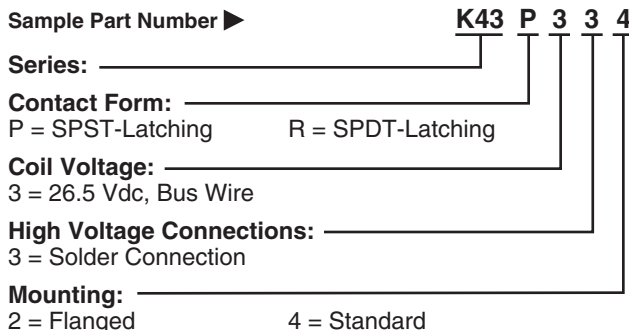 Sample Part Number ▶ K43 P 3 3 4
Series:
Contact Form:
P = SPST-Latching R = SPDT-Latching
Coil Voltage:
3 = 26.5 Vdc, Bus Wire
High Voltage Connections:
3 = Solder Connection
Mounting:
2 = Flanged 4 = Standard